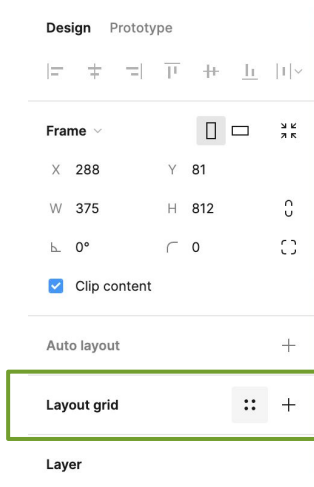 Design Prototype
Frame
X 288 Y 81
W 375 H 812
0° 0
Clip content
Auto layout
Layout grid
Layer